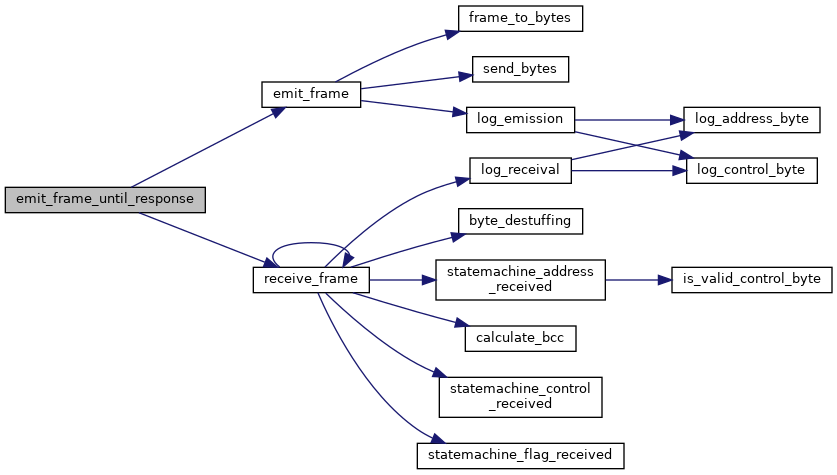 frame_to_bytes
send_bytes
emit_frame
log_emission
log_address_byte
log_receival
log_control_byte
emit_frame_until_response
byte_destuffing
receive_frame
statemachine_address
_received
is_valid_control_byte
calculate_bcc
statemachine_control
_received
statemachine_flag_received